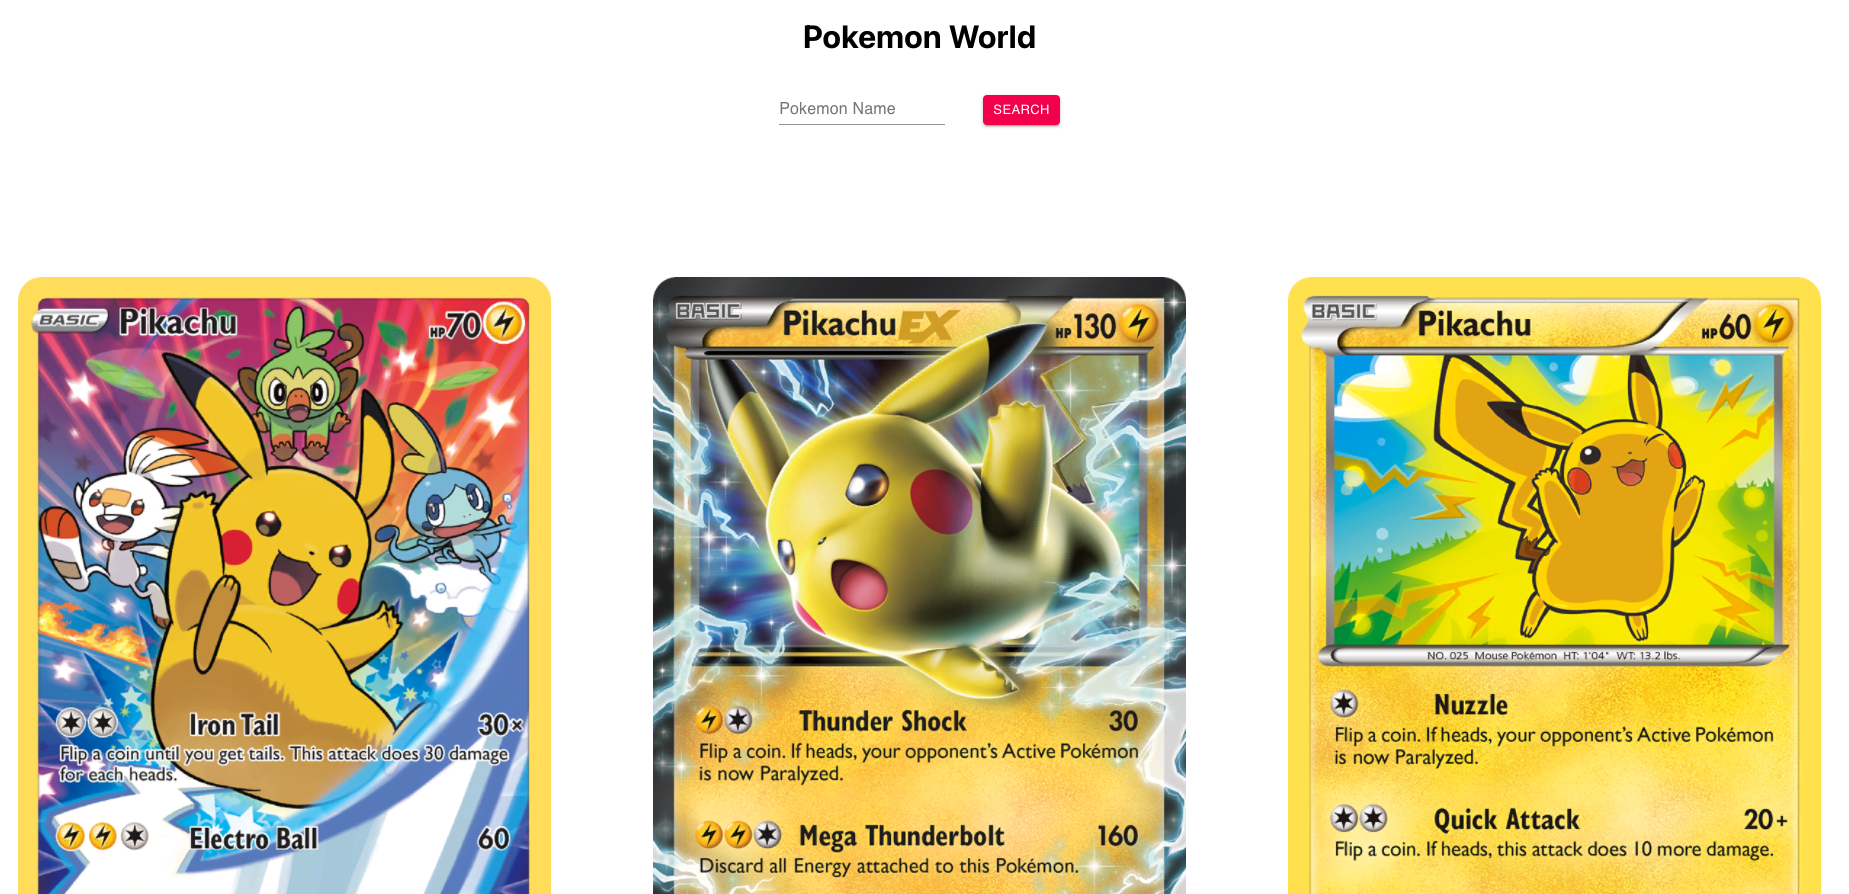 Pokemon World
Pokemon Name
SEARCH
BASIC Pikachu HP70
Iron Tail 30×
Flip a coin until you get tails. This attack does 30 damage
for each heads.
Electro Ball 60
BASIC Pikachu EX HP130
Thunder Shock 30
Flip a coin. If heads, your opponent's Active Pokémon
is now Paralyzed.
Mega Thunderbolt 160
Discard all Energy attached to this Pokémon.
BASIC Pikachu HP60
NO. 025 Mouse Pokémon HT: 1'04" WT: 13.2 lbs.
Nuzzle
Flip a coin. If heads, your opponent's Active Pokémon
is now Paralyzed.
Quick Attack 20+
Flip a coin. If heads, this attack does 10 more damage.